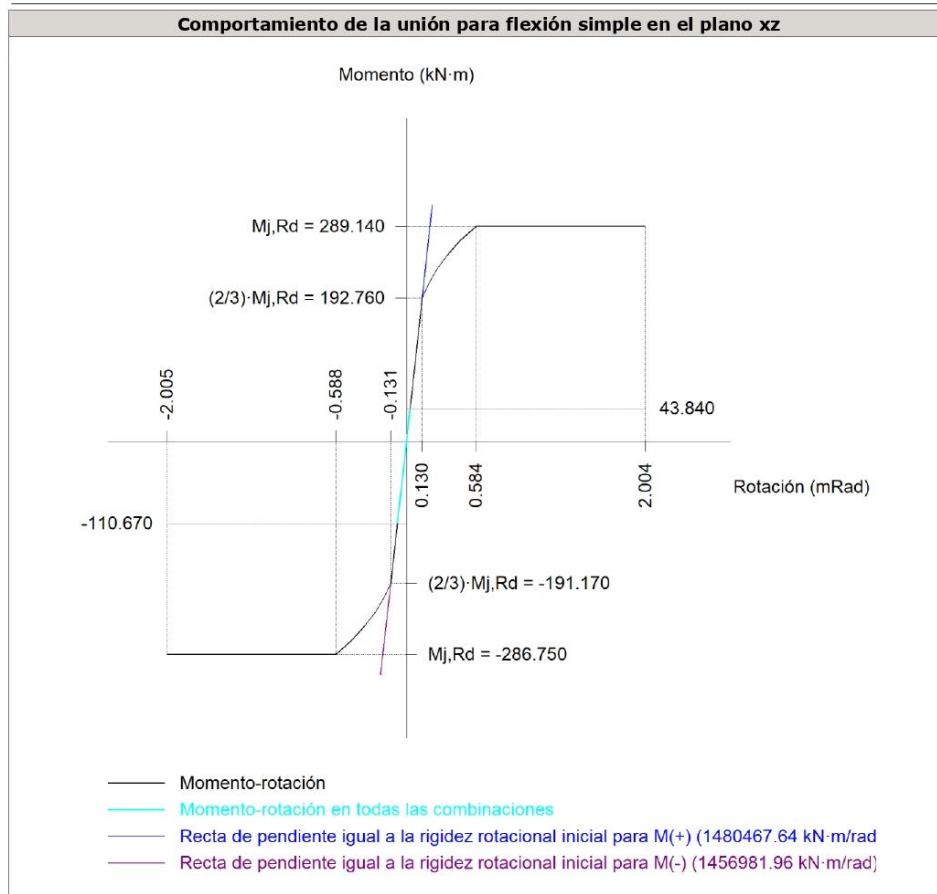 Comportamiento de la unión para flexión simple en el plano xz
Momento (kN·m)
Mj,Rd = 289.140
(2/3)·Mj,Rd = 192.760
-2.005
-0.588
-0.131
43.840
0.130
0.584
2.004
Rotación (mRad)
-110.670
(2/3)·Mj,Rd = -191.170
Mj,Rd = -286.750
Momento-rotación
Momento-rotación en todas las combinaciones
Recta de pendiente igual a la rigidez rotacional inicial para M(+) (1480467.64 kN·m/rad
Recta de pendiente igual a la rigidez rotacional inicial para M(-) (1456981.96 kN·m/rad)